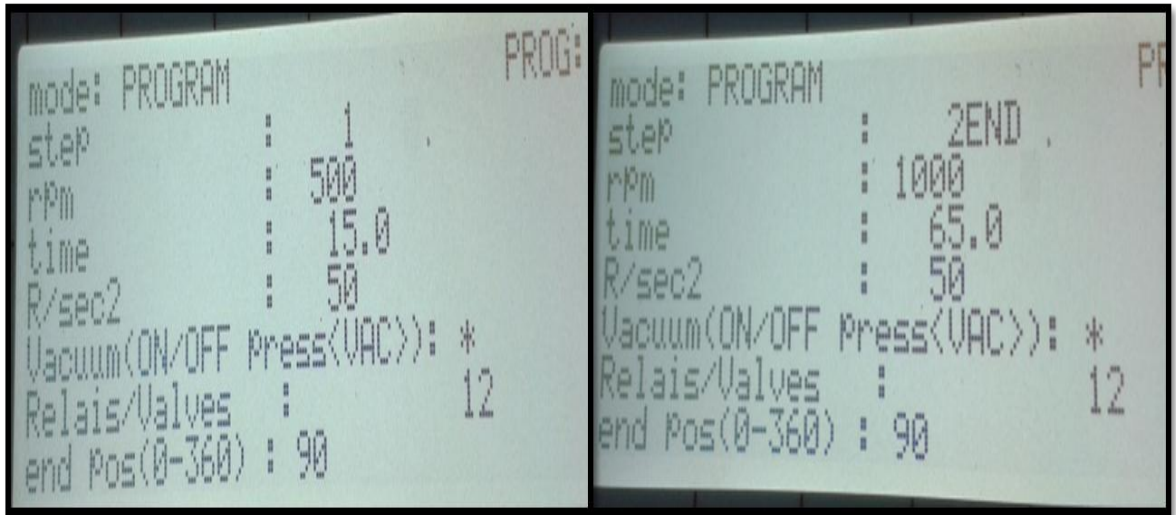 mode: PROGRAM PROG:
step : 1
rpm : 500
time : 15.0
R/sec2 : 50
Vacuum(ON/OFF Press<VAC>): *
Relais/Valves : 12
end Pos(0-360) : 90
mode: PROGRAM PR
step : 2END
rpm : 1000
time : 65.0
R/sec2 : 50
Vacuum(ON/OFF Press<VAC>): *
Relais/Valves : 12
end Pos(0-360) : 90